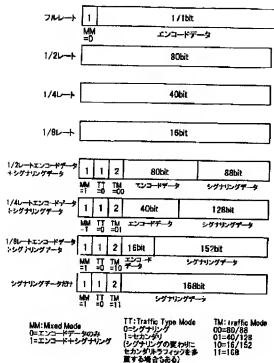 フルレート 1 171bit
MM
=0 エンコードデータ
1/2レート 80bit
1/4レート 40bit
1/8レート 16bit
1/2レートエンコードデータ
+シグナリングデータ 1 1 2 80bit 88bit
MM TT TM エンコードデータ シグナリングデータ
=1 =0 =00
1/4レートエンコードデータ
+シグナリングデータ 1 1 2 40bit 128bit
MM TT TM エンコードデータ シグナリングデータ
=1 =0 =01
1/8レートエンコードデータ
+シグナリングデータ 1 1 2 16bit 152bit
MM TT TM エンコード シグナリングデータ
=1 =0 =10 データ
シグナリングデータだけ 1 1 2 168bit
MM TT TM シグナリングデータ
=1 =0 =11
MM:Mixed Mode
0=エンコードデータのみ
1=エンコード+シグナリング
TT:Traffic Type Mode
0=シグナリング
1=セカンダリ
(シグナリングの変わりに
セカンダリトラフィックを多
重する場合もある)
TM:Traffic Mode
00=80/88
01=40/128
10=16/152
11=168